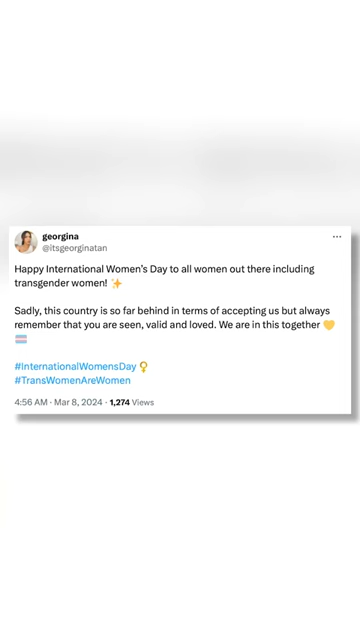 georgina
@itsgeorginatan
Happy International Women's Day to all women out there including
transgender women! ✨
Sadly, this country is so far behind in terms of accepting us but always
remember that you are seen, valid and loved. We are in this together 💛
🏳️‍⚧️
#InternationalWomensDay ♀
#TransWomenAreWomen
4:56 AM · Mar 8, 2024 · 1,274 Views